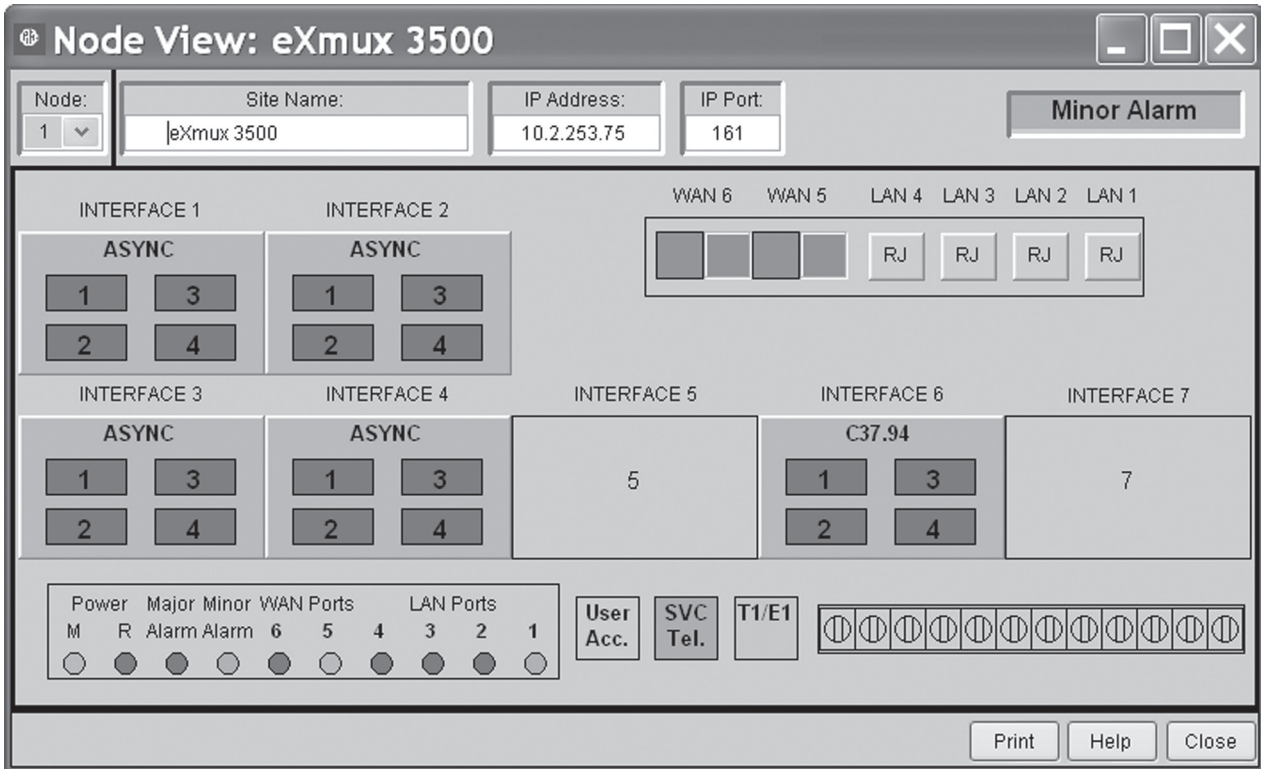 Node View: eXmux 3500
Node: Site Name: IP Address: IP Port:
1 eXmux 3500 10.2.253.75 161
Minor Alarm
WAN 6 WAN 5 LAN 4 LAN 3 LAN 2 LAN 1
RJ RJ RJ RJ
INTERFACE 1 INTERFACE 2
ASYNC ASYNC
1 3 1 3
2 4 2 4
INTERFACE 3 INTERFACE 4 INTERFACE 5 INTERFACE 6 INTERFACE 7
ASYNC ASYNC C37.94
1 3 1 3 5 1 3 7
2 4 2 4 2 4
Power Major Minor WAN Ports LAN Ports
M R Alarm Alarm 6 5 4 3 2 1
User Acc.
SVC Tel.
T1/E1
Print Help Close